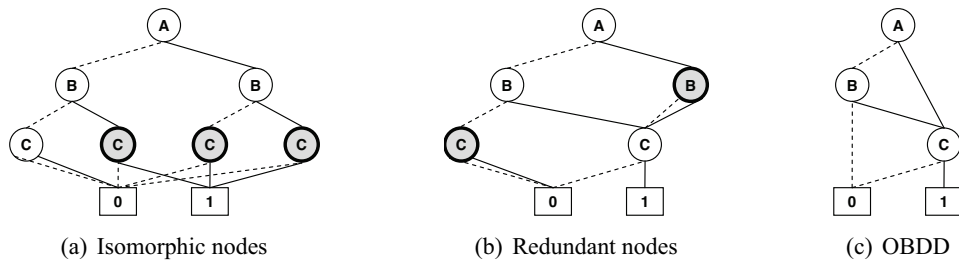 A A A
B B B B B
C C C C C C C
0 1 0 1 0 1
(a) Isomorphic nodes (b) Redundant nodes (c) OBDD